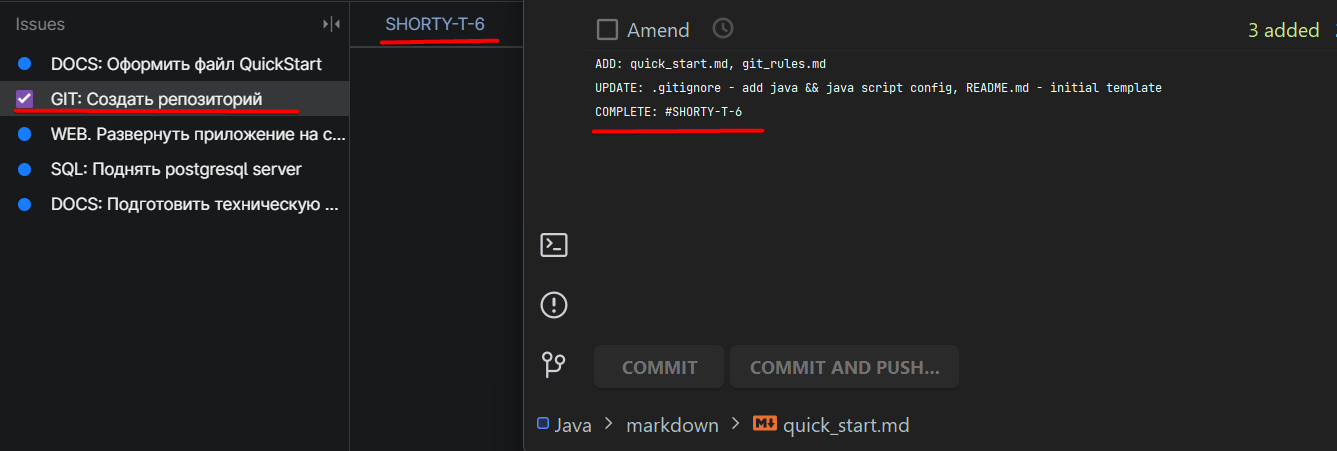 Issues
DOCS: Оформить файл QuickStart
GIT: Создать репозиторий
WEB. Развернуть приложение на с...
SQL: Поднять postgresql server
DOCS: Подготовить техническую ...
SHORTY-T-6
Amend
3 added
ADD: quick_start.md, git_rules.md
UPDATE: .gitignore - add java && java script config, README.md - initial template
COMPLETE: #SHORTY-T-6
COMMIT
COMMIT AND PUSH...
Java > markdown > quick_start.md